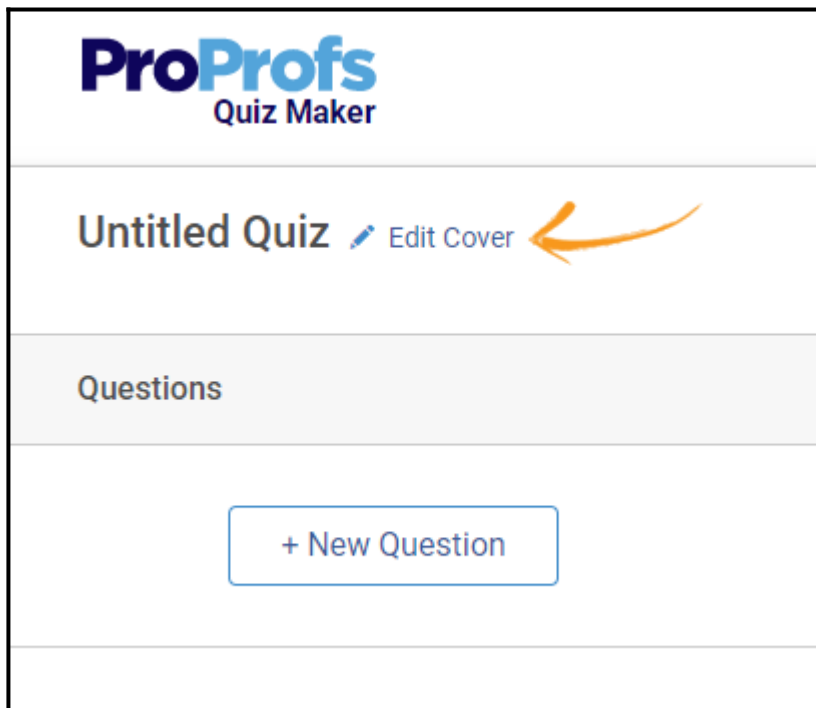 ProProfs
Quiz Maker
Untitled Quiz Edit Cover
Questions
+ New Question